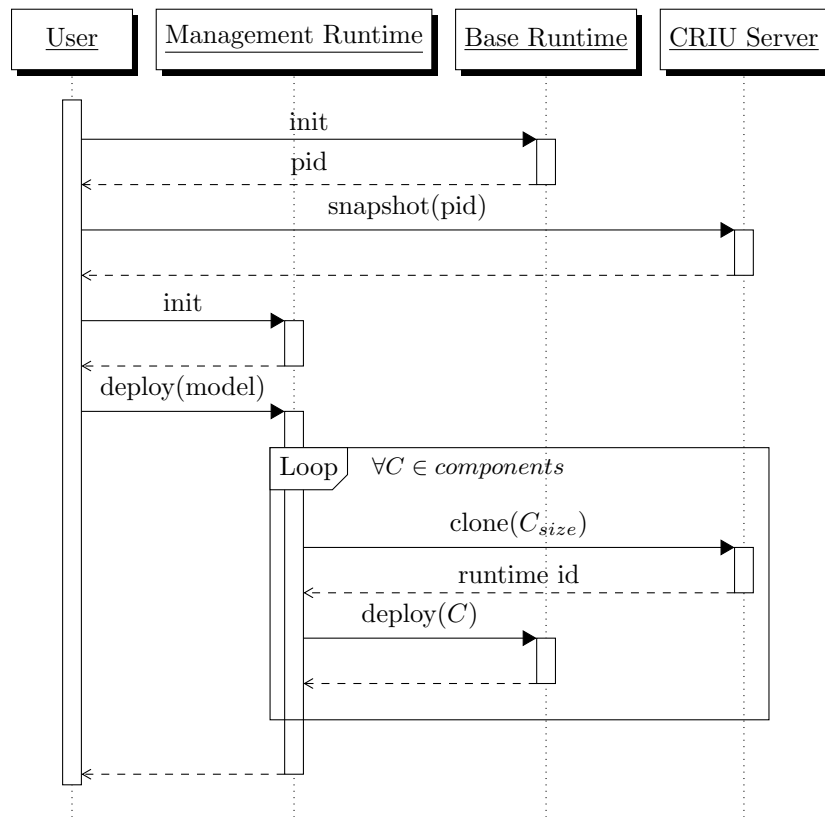 User
Management Runtime
Base Runtime
CRIU Server
init
pid
snapshot(pid)
init
deploy(model)
Loop
∀C ∈ components
clone(C_size)
runtime id
deploy(C)